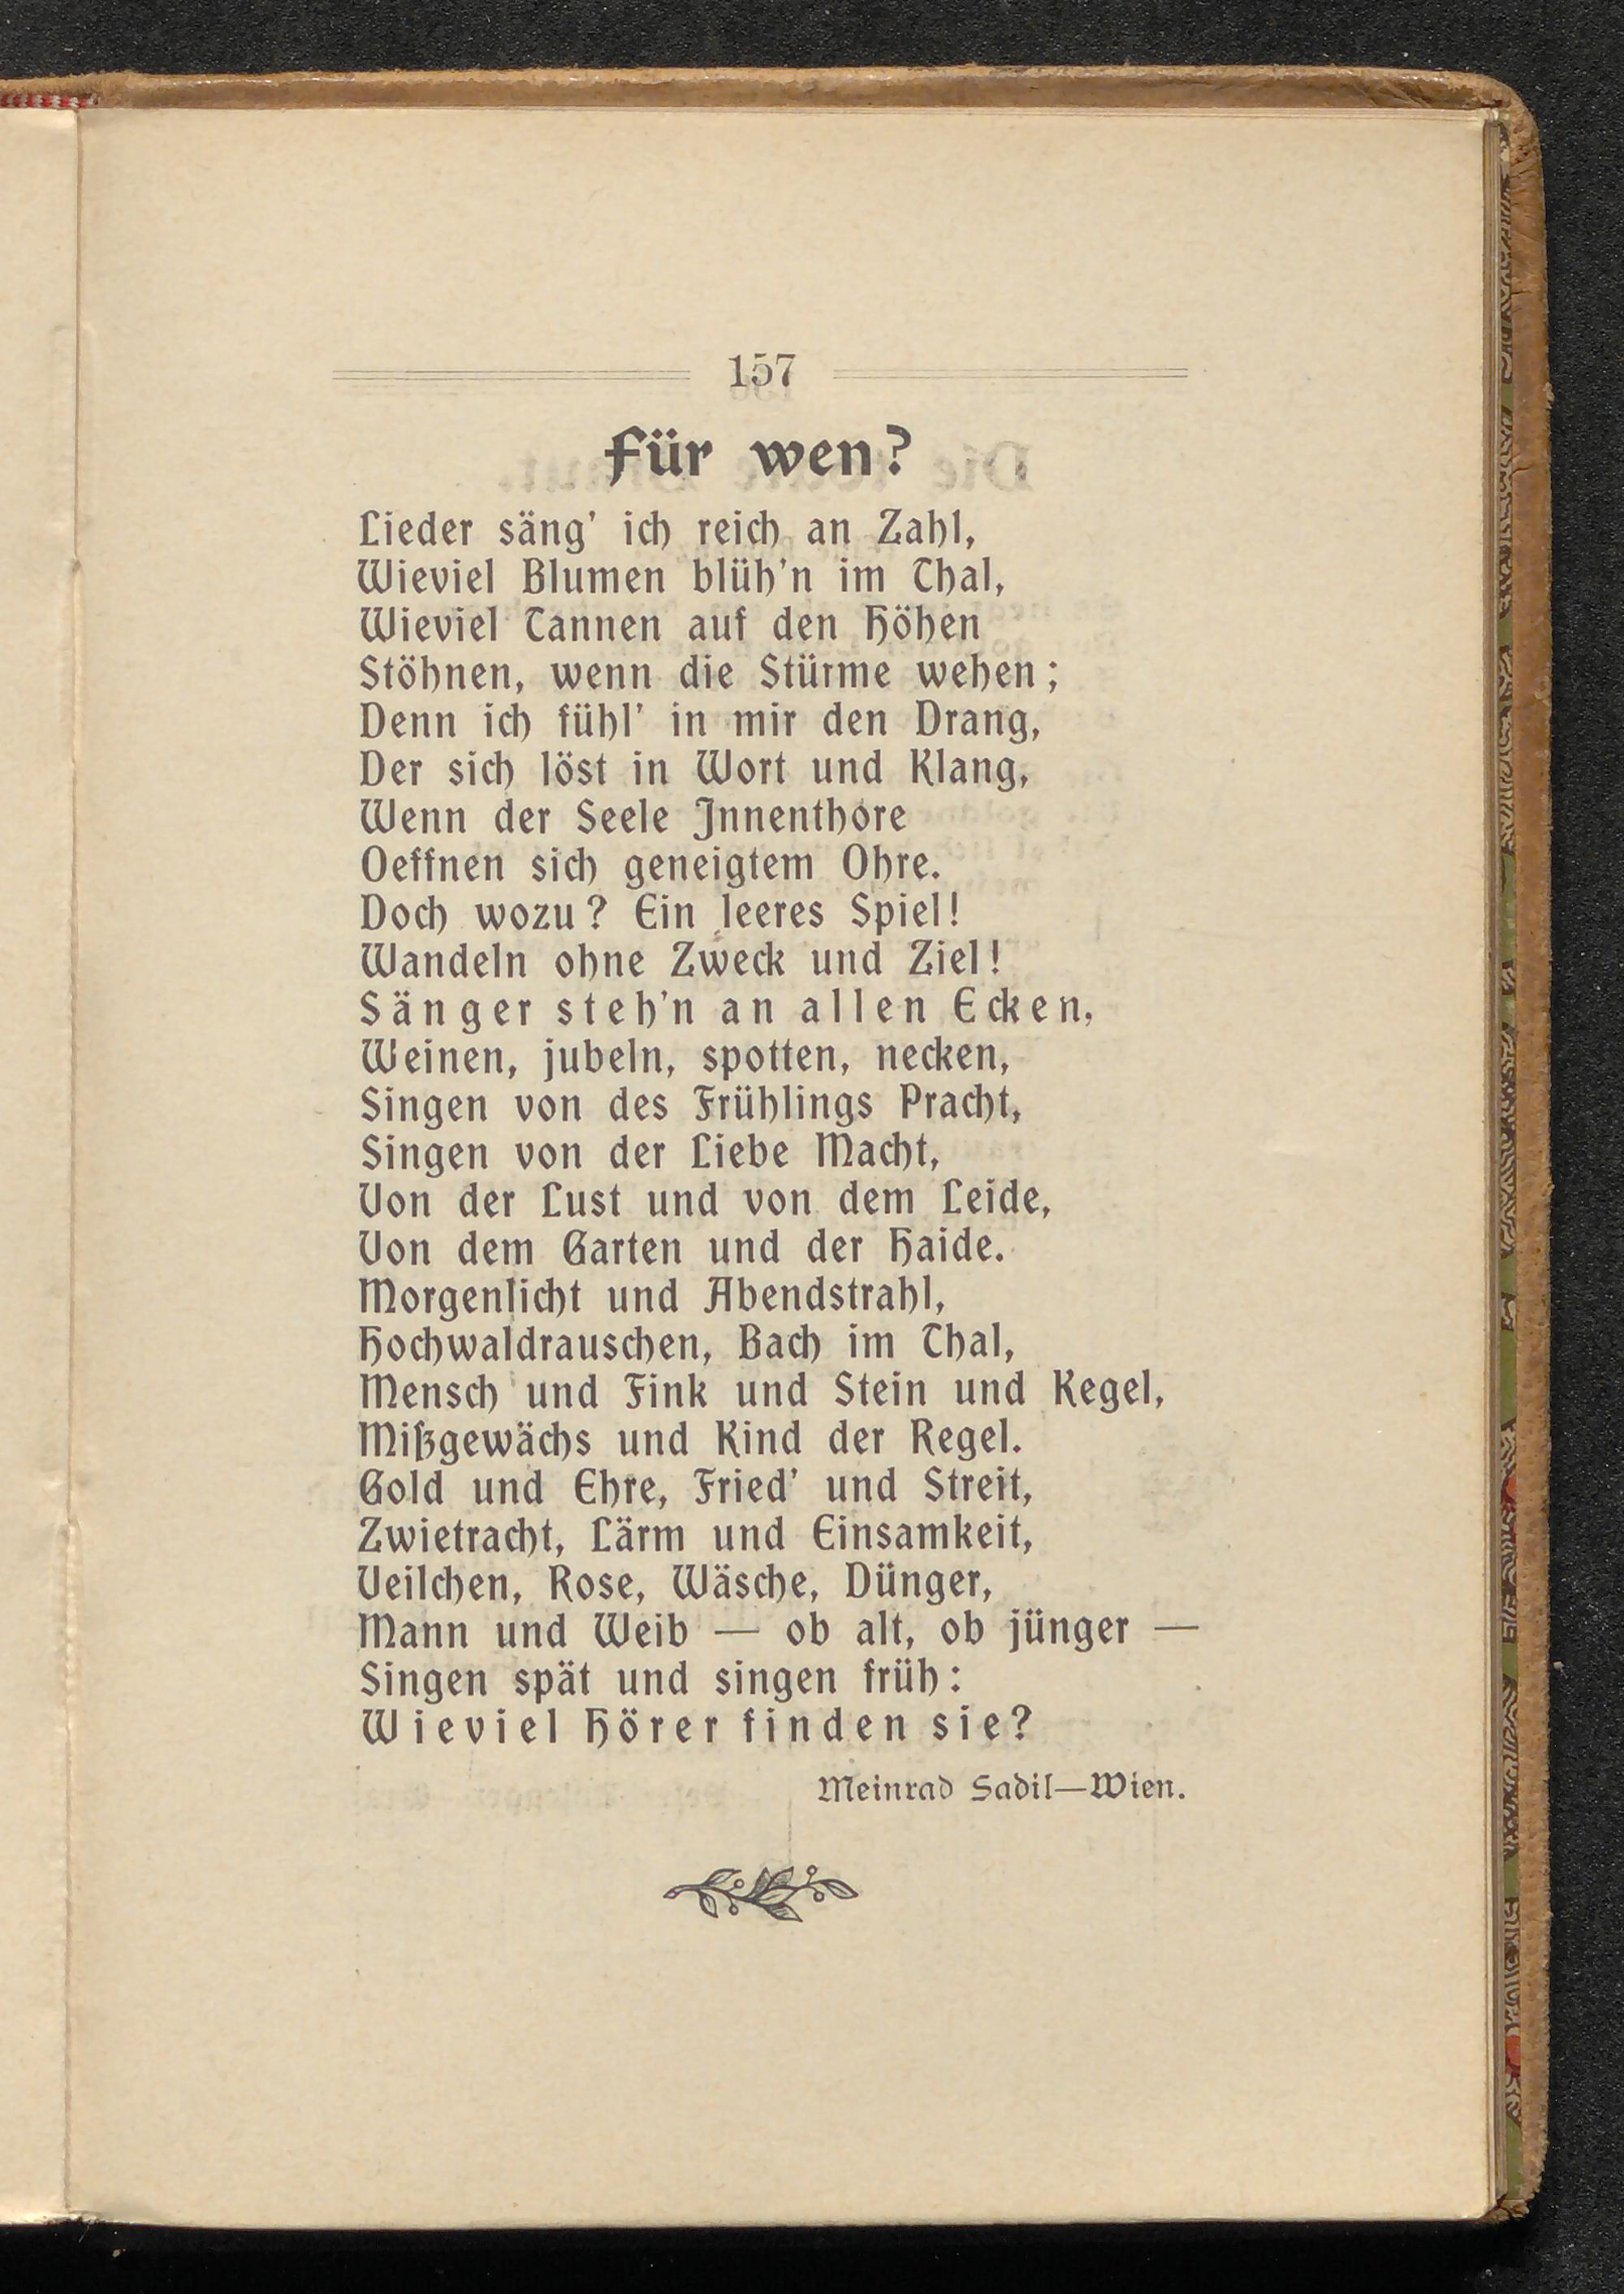 157
Für wen?
Lieder säng' ich reich an Zahl,
Wieviel Blumen blüh'n im Thal,
Wieviel Tannen auf den Höhen
Stöhnen, wenn die Stürme wehen;
Denn ich fühl' in mir den Drang,
Der sich löst in Wort und Klang,
Wenn der Seele Innenthore
Oeffnen sich geneigtem Ohre.
Doch wozu? Ein leeres Spiel!
Wandeln ohne Zweck und Ziel!
Sänger steh'n an allen Ecken,
Weinen, jubeln, spotten, necken,
Singen von des Frühlings Pracht,
Singen von der Liebe Macht,
Von der Lust und von dem Leide,
Von dem Garten und der Haide.
Morgenlicht und Abendstrahl,
Hochwaldrauschen, Bach im Thal,
Mensch und Fink und Stein und Kegel,
Mißgewächs und Kind der Regel.
Gold und Ehre, Fried' und Streit,
Zwietracht, Lärm und Einsamkeit,
Veilchen, Rose, Wäsche, Dünger,
Mann und Weib — ob alt, ob jünger —
Singen spät und singen früh:
Wieviel Hörer finden sie?
Meinrad Sadil—Wien.